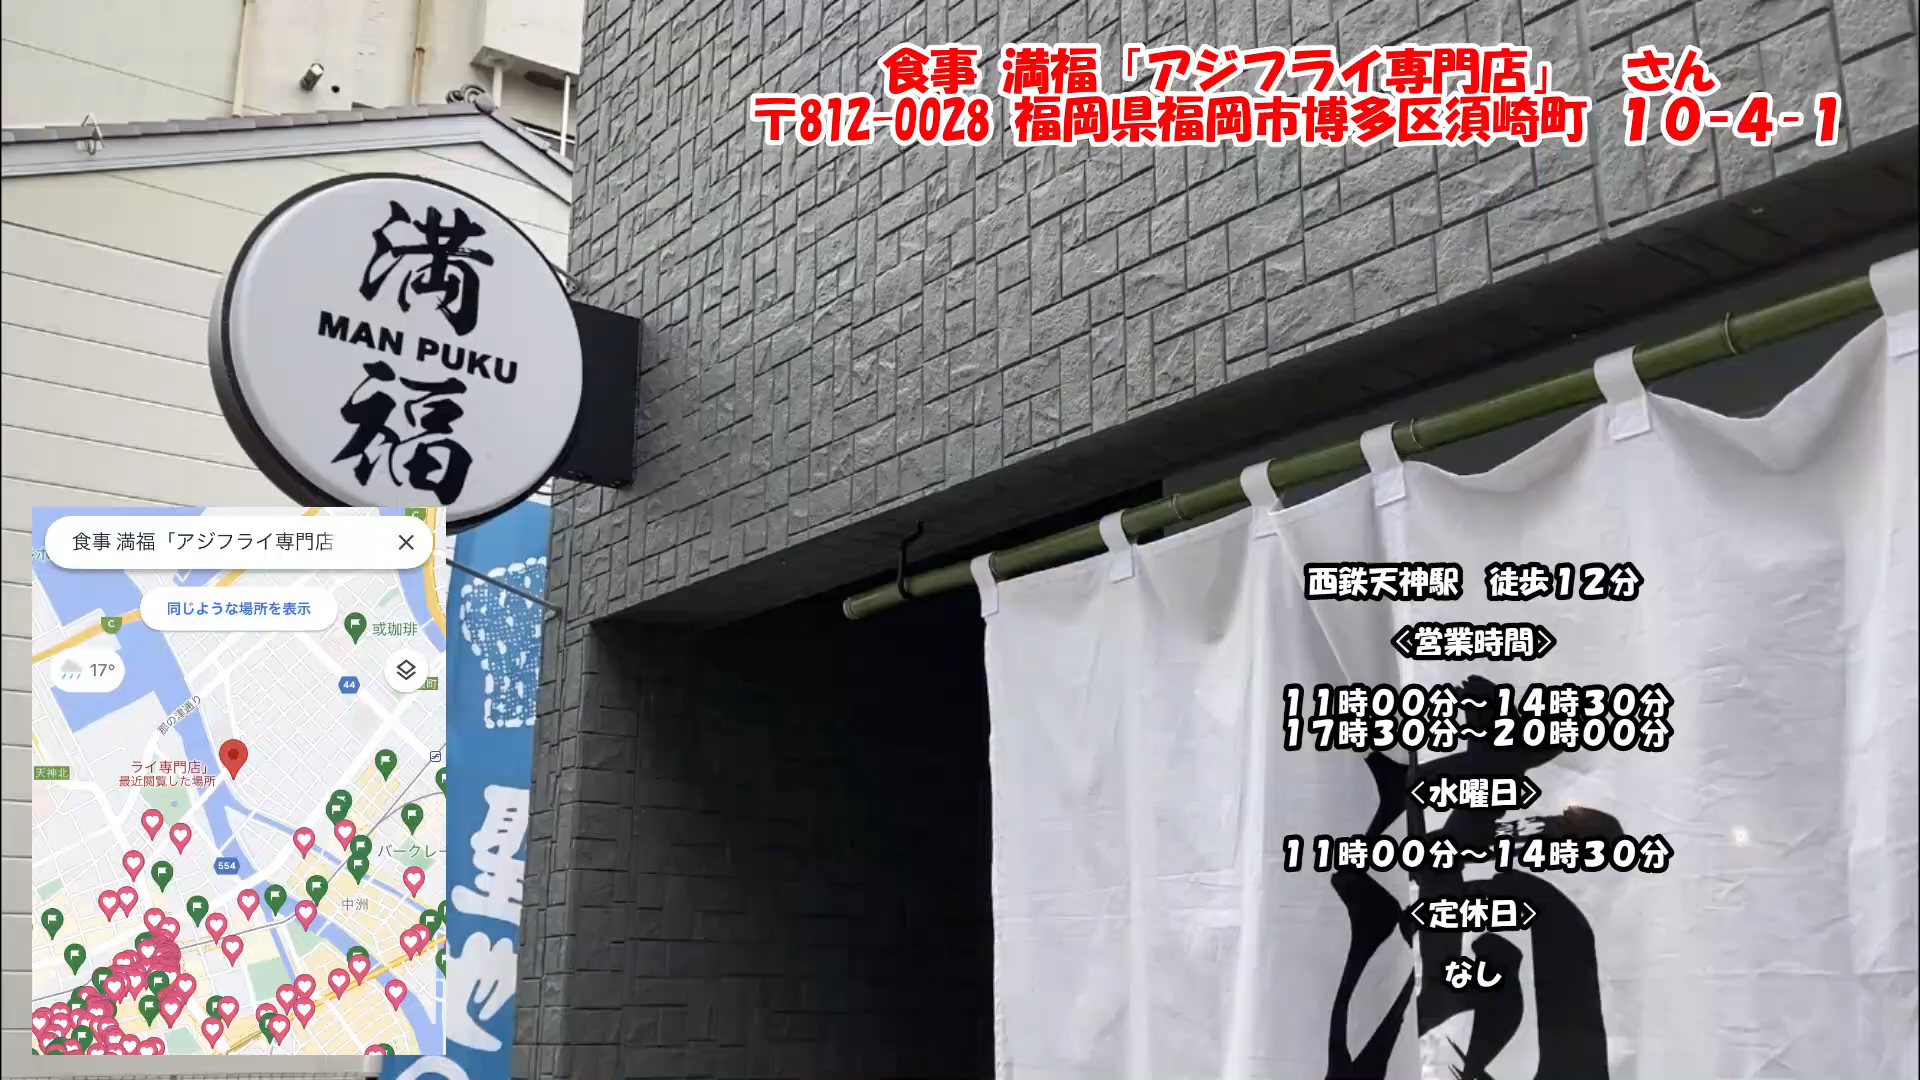 食事 満福「アジフライ専門店」 さん
〒812-0028 福岡県福岡市博多区須崎町 10-4-1
満
MAN PUKU
福
食事 満福「アジフライ専門店
同じような場所を表示
或珈琲
17°
44
那の津通り
天神北
ライ専門店」
最近閲覧した場所
554
バークレー
中洲
西鉄天神駅 徒歩12分
<営業時間>
11時00分～14時30分
17時30分～20時00分
<水曜日>
11時00分～14時30分
<定休日>
なし
満